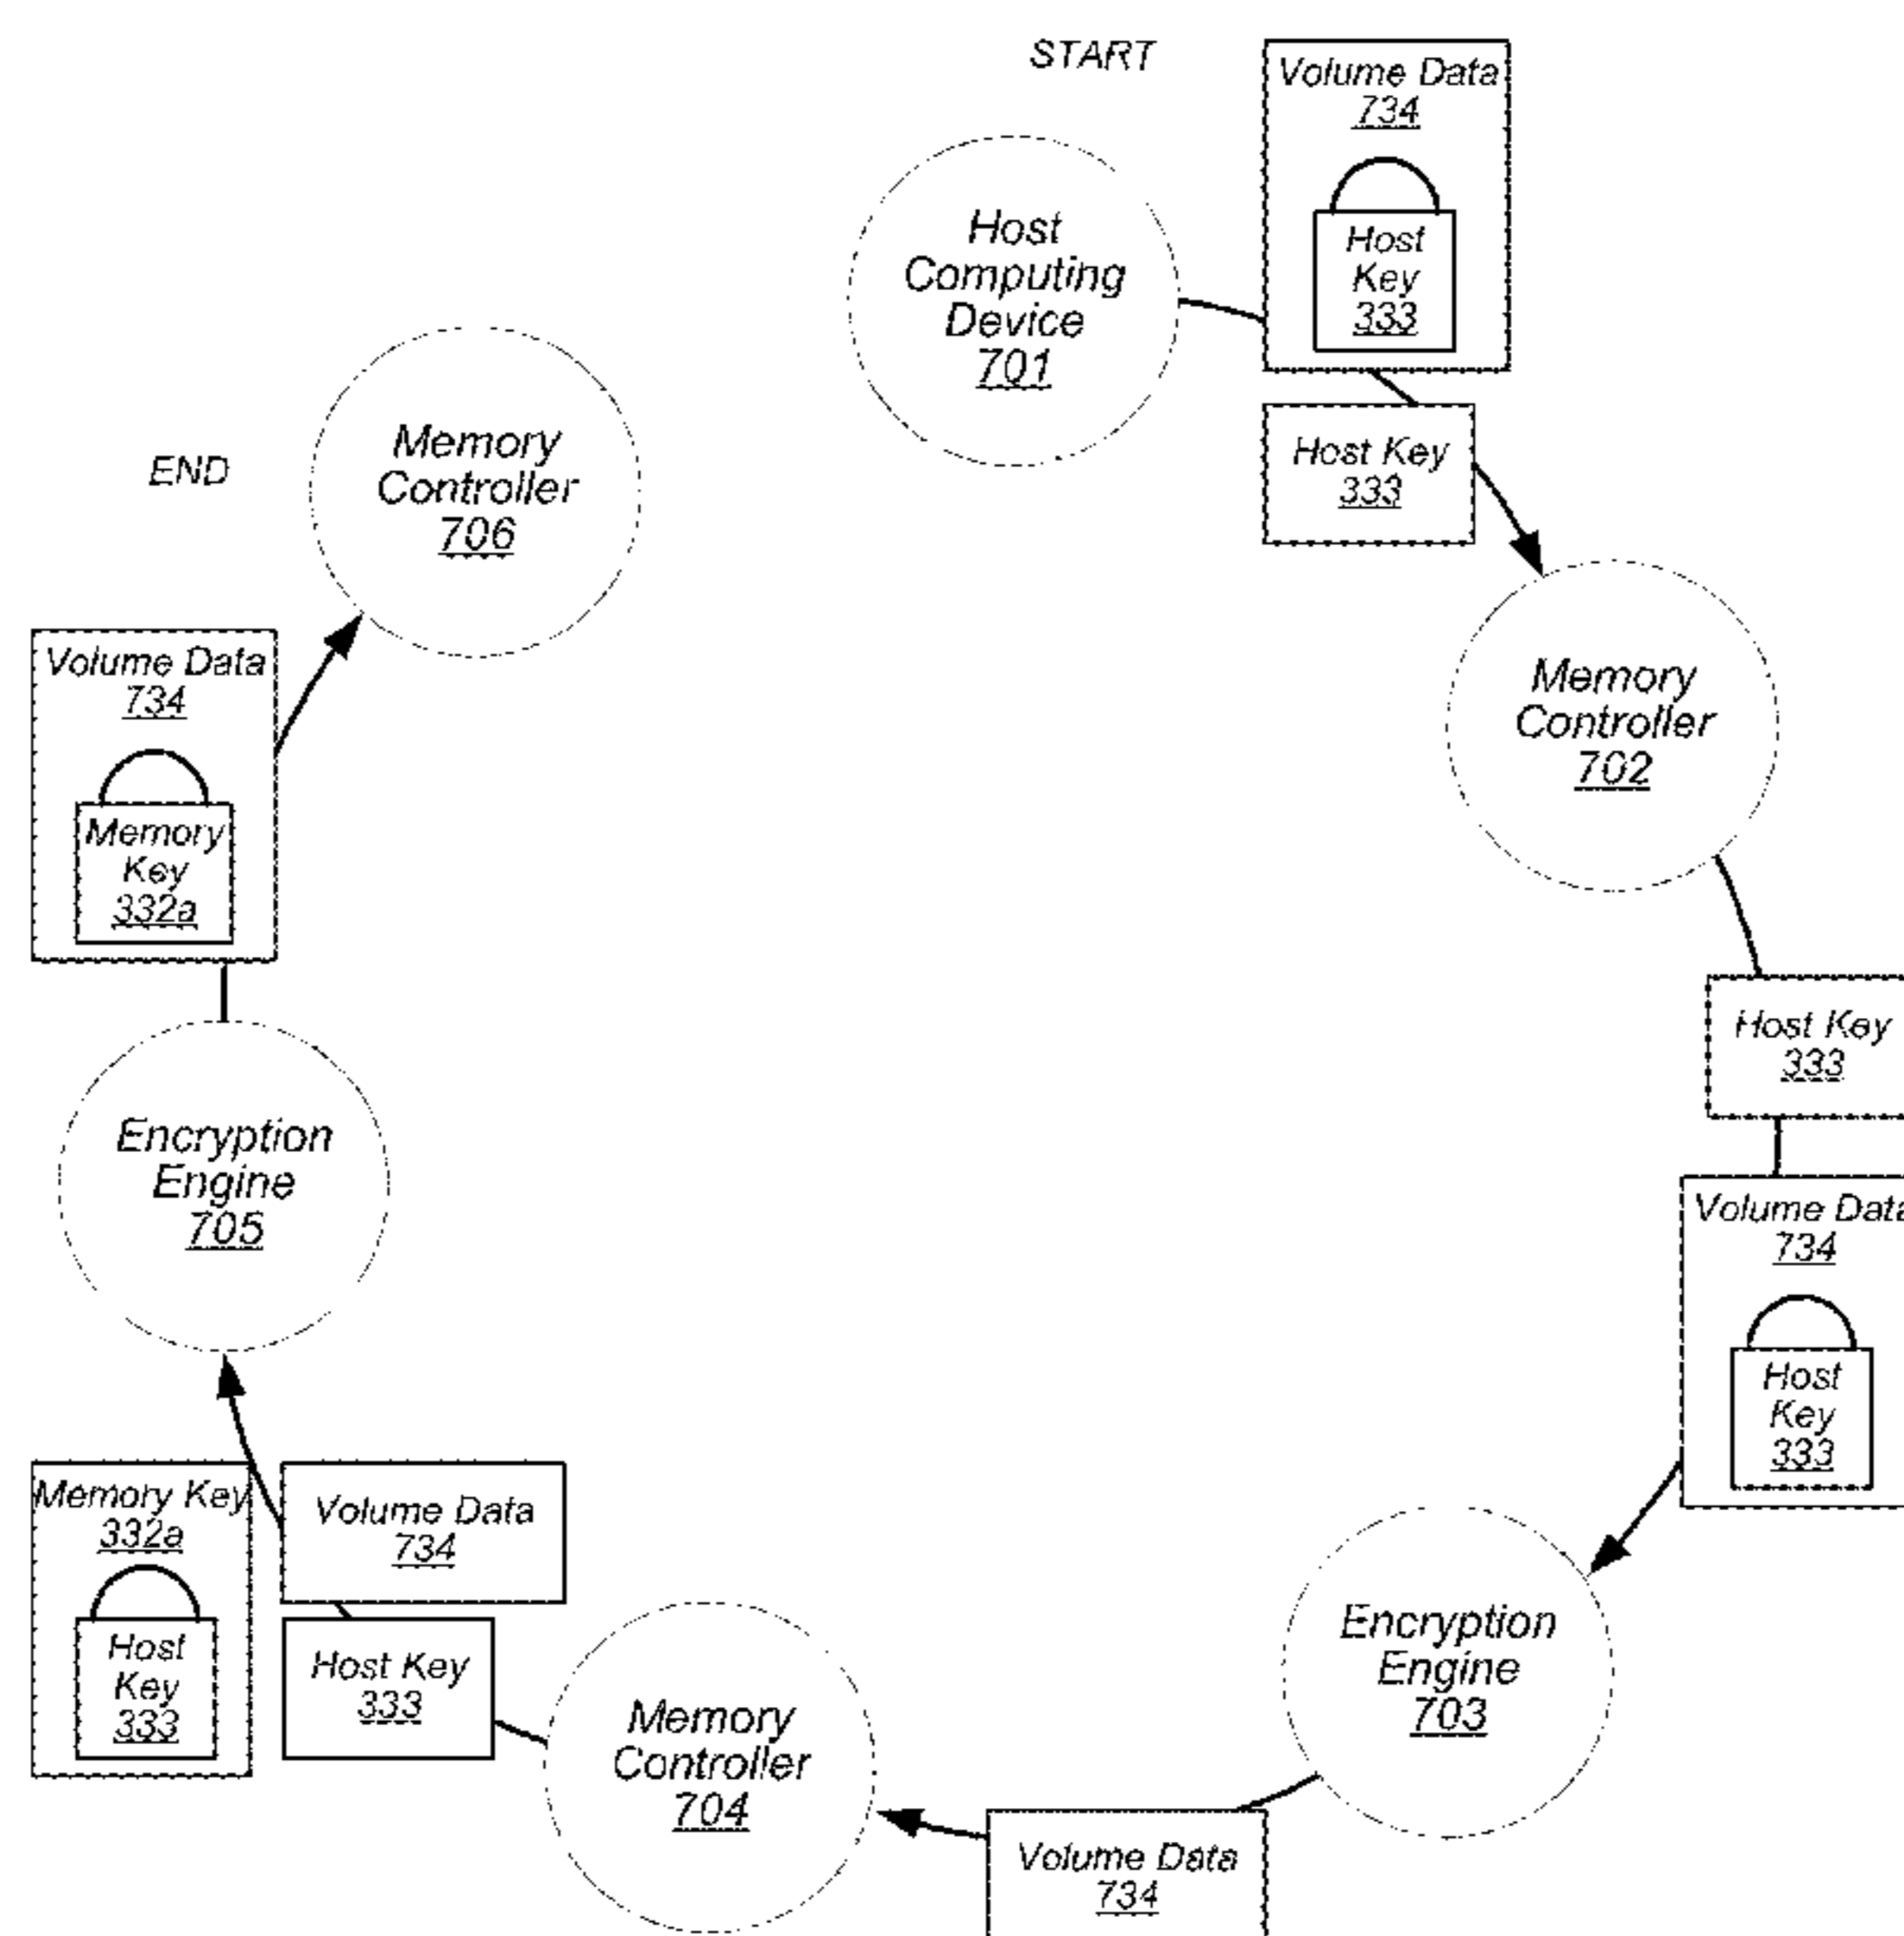 START
Volume Data
734
Host
Key
333
Host
Computing
Device
701
Host Key
333
Memory
Controller
702
Host Key
333
Volume Data
734
Host
Key
333
Encryption
Engine
703
Volume Data
734
Memory
Controller
704
Host Key
333
Volume Data
734
Memory Key
332a
Host
Key
333
Encryption
Engine
705
Volume Data
734
Memory
Key
332a
Memory
Controller
706
END